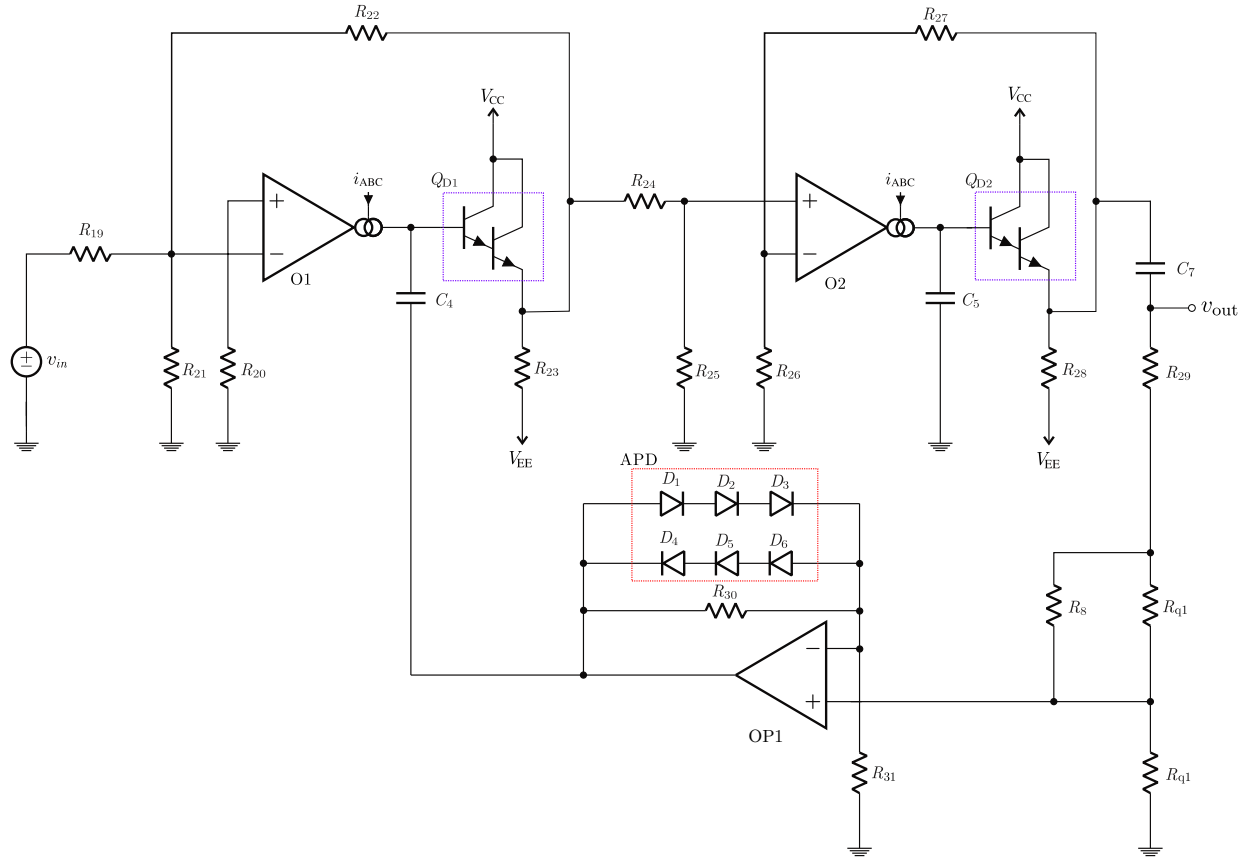 R22
R27
VCC
VCC
iABC
QD1
R24
iABC
QD2
+
+
R19
−
−
O1
O2
C4
C5
C7
vout
+
−
vin
R21
R20
R23
R25
R26
R28
R29
VEE
VEE
APD
D1
D2
D3
D4
D5
D6
R30
R8
Rq1
−
+
OP1
R31
Rq1